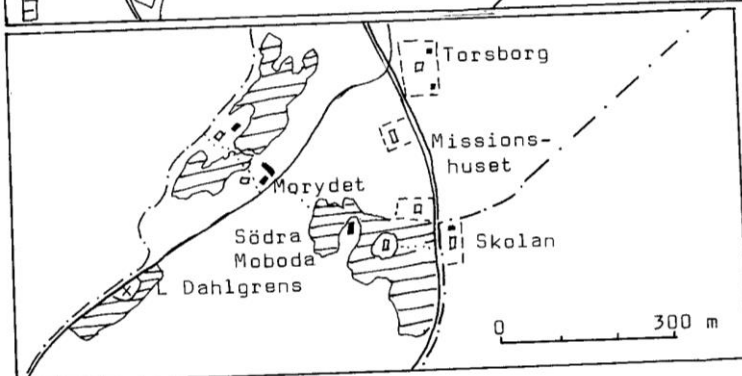 Torsborg
Missions-
huset
Morydet
Södra
Moboda
Skolan
L Dahlgrens
x
0 300 m